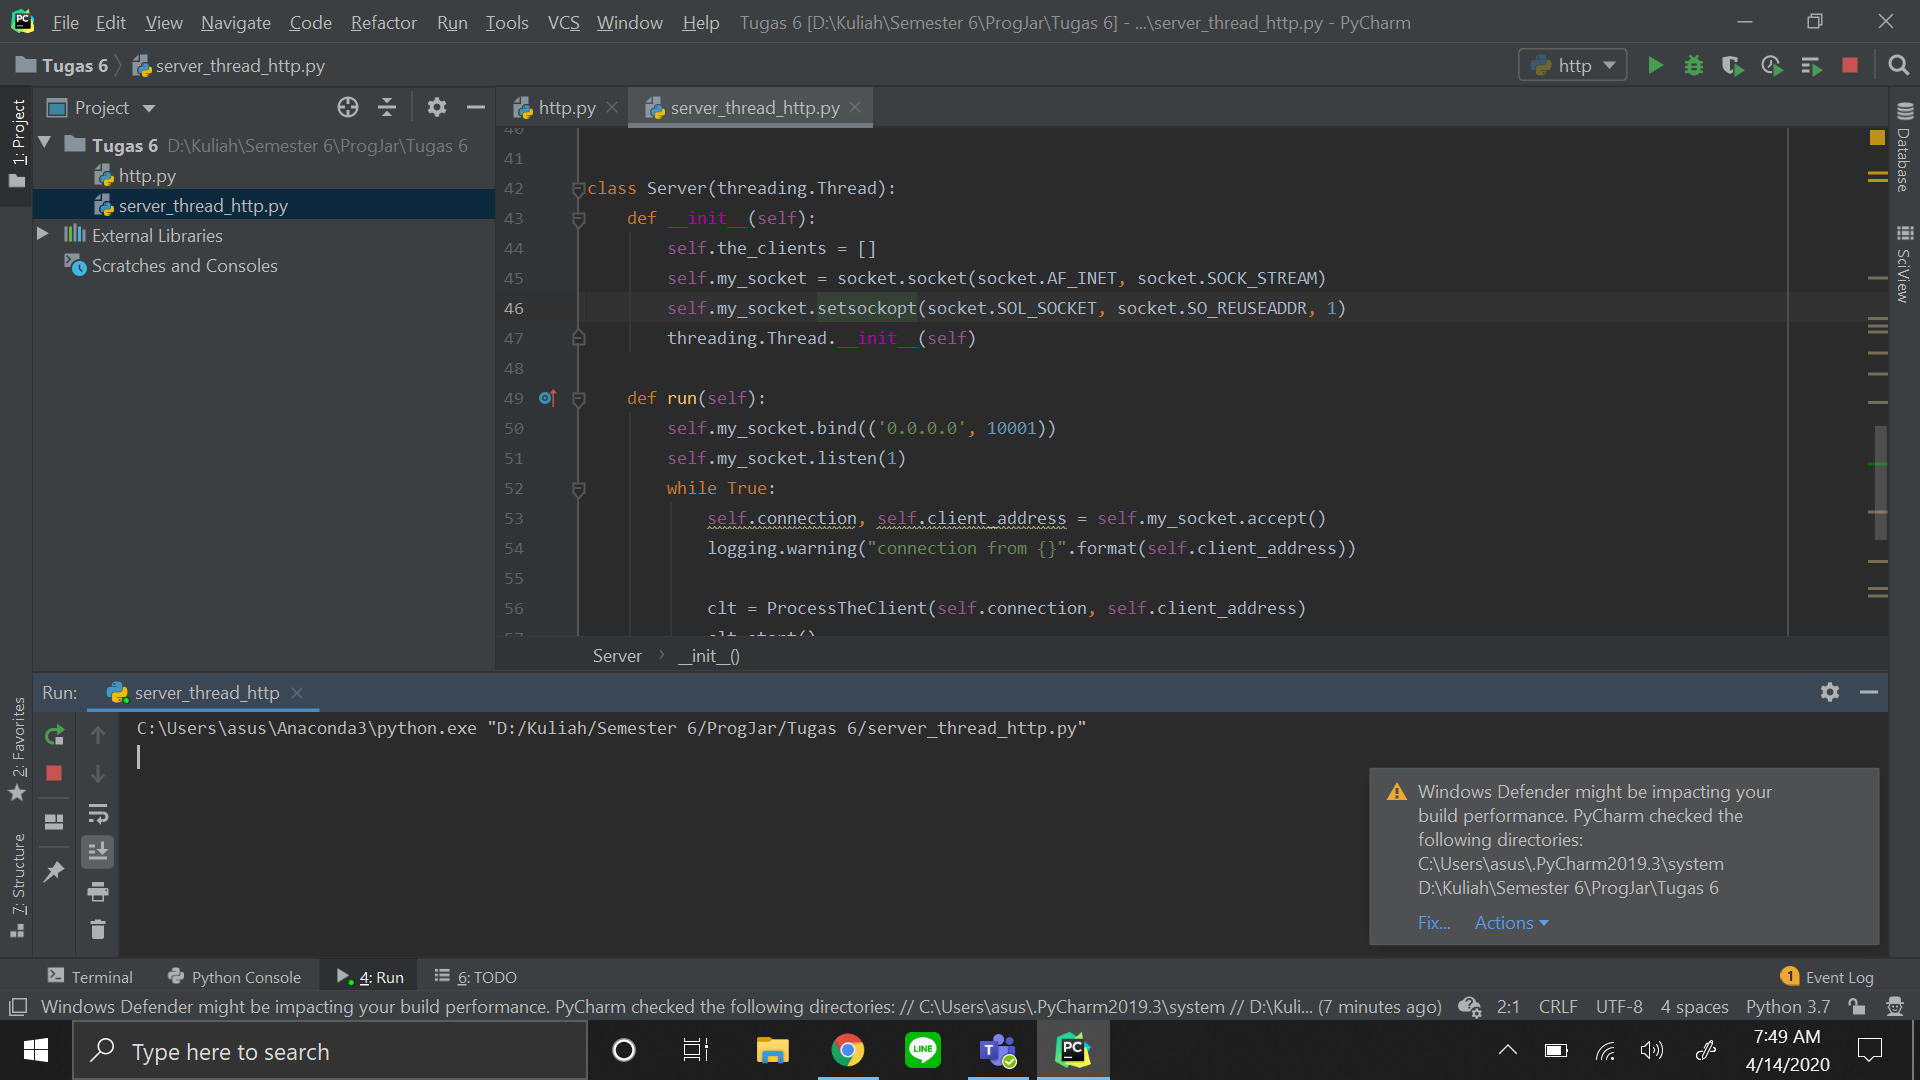 File Edit View Navigate Code Refactor Run Tools VCS Window Help Tugas 6 [D:\Kuliah\Semester 6\ProgJar\Tugas 6] - ...\server_thread_http.py - PyCharm
Tugas 6 server_thread_http.py
http
1: Project
Project
Tugas 6 D:\Kuliah\Semester 6\ProgJar\Tugas 6
http.py
server_thread_http.py
External Libraries
Scratches and Consoles
http.py
server_thread_http.py
40
41
42 class Server(threading.Thread):
43 def __init__(self):
44 self.the_clients = []
45 self.my_socket = socket.socket(socket.AF_INET, socket.SOCK_STREAM)
46 self.my_socket.setsockopt(socket.SOL_SOCKET, socket.SO_REUSEADDR, 1)
47 threading.Thread.__init__(self)
48
49 def run(self):
50 self.my_socket.bind(('0.0.0.0', 10001))
51 self.my_socket.listen(1)
52 while True:
53 self.connection, self.client_address = self.my_socket.accept()
54 logging.warning("connection from {}".format(self.client_address))
55
56 clt = ProcessTheClient(self.connection, self.client_address)
57 clt.start()
Server __init__()
Database
SciView
Run: server_thread_http
2: Favorites
7: Structure
C:\Users\asus\Anaconda3\python.exe "D:/Kuliah/Semester 6/ProgJar/Tugas 6/server_thread_http.py"
Windows Defender might be impacting your
build performance. PyCharm checked the
following directories:
C:\Users\asus\.PyCharm2019.3\system
D:\Kuliah\Semester 6\ProgJar\Tugas 6
Fix... Actions
Terminal Python Console 4: Run 6: TODO
1 Event Log
Windows Defender might be impacting your build performance. PyCharm checked the following directories: // C:\Users\asus\.PyCharm2019.3\system // D:\Kuli... (7 minutes ago) 2:1 CRLF UTF-8 4 spaces Python 3.7
Type here to search
LINE
PC
7:49 AM
4/14/2020